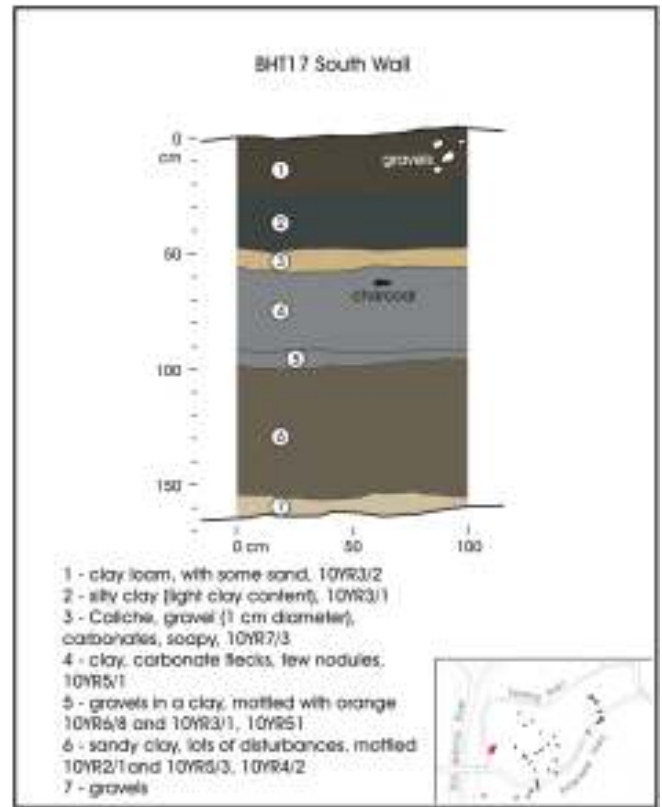 BHT17 South Wall
0
cm
gravels
1
2
50
3
charcoal
4
100
5
6
150
7
0 cm
50
100
1 - clay loam, with some sand, 10YR3/2
2 - silty clay (light clay content), 10YR3/1
3 - Caliche, gravel (1 cm diameter),
carbonates, soapy, 10YR7/3
4 - clay, carbonate flecks, few nodules,
10YR5/1
5 - gravels in a clay, mottled with orange
10YR6/8 and 10YR3/1, 10YR51
6 - sandy clay, lots of disturbances, mottled
10YR2/1and 10YR5/3, 10YR4/2
7 - gravels